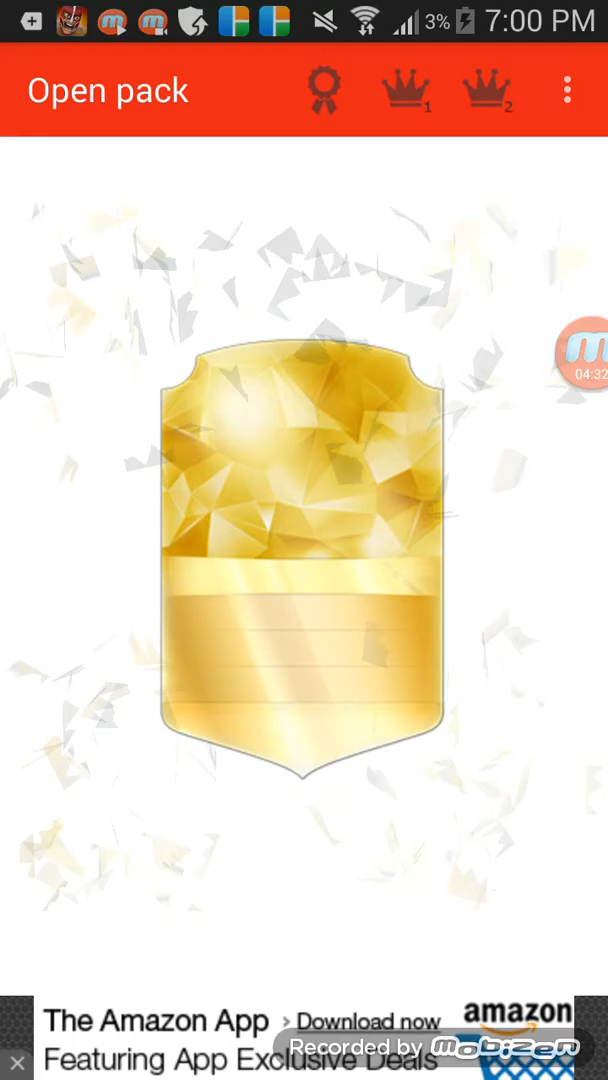 3% 7:00 PM
Open pack
1 2
04:32
The Amazon App > Download now amazon
Featuring App Exclusive Deals
Recorded by mobizen